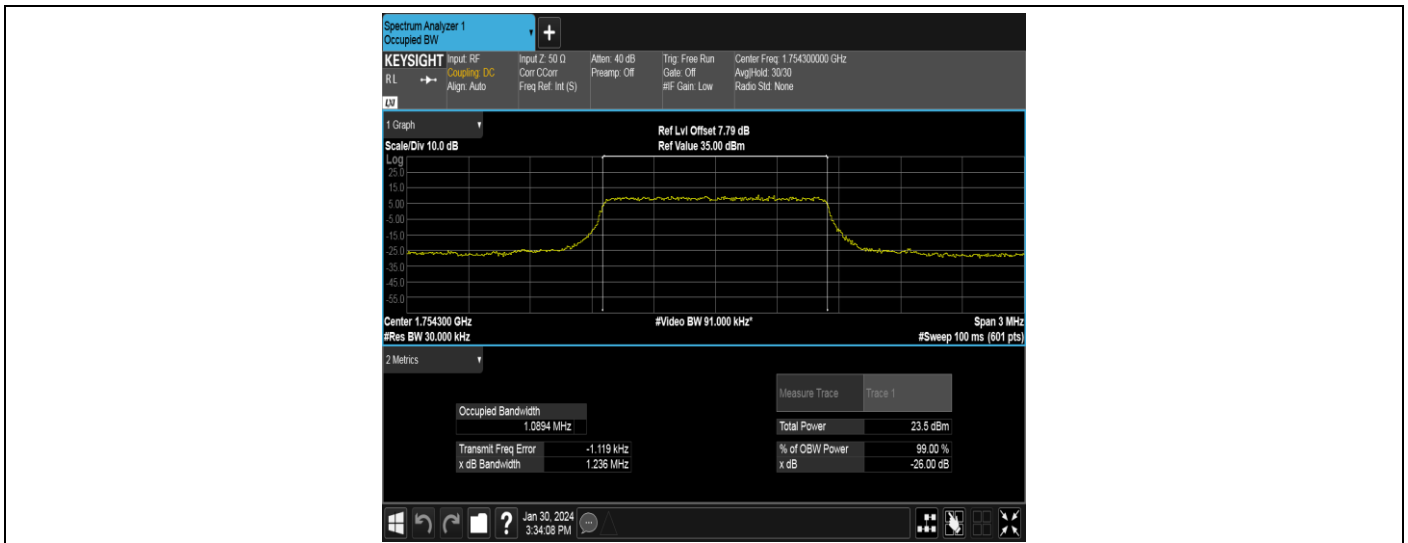 Spectrum Analyzer 1
Occupied BW
+
KEYSIGHT Input: RF Input Z: 50 Ω Atten: 40 dB Trig: Free Run Center Freq: 1.754300000 GHz
RL Coupling: DC Corr CCorr Preamp: Off Gate: Off Avg|Hold: 30/30
Align: Auto Freq Ref: Int (S) #IF Gain: Low Radio Std: None
LXI
1 Graph Ref Lvl Offset 7.79 dB
Scale/Div 10.0 dB Ref Value 35.00 dBm
Log
25.0
15.0
5.00
-5.00
-15.0
-25.0
-35.0
-45.0
-55.0
Center 1.754300 GHz #Video BW 91.000 kHz* Span 3 MHz
#Res BW 30.000 kHz #Sweep 100 ms (601 pts)
2 Metrics
Measure Trace Trace 1
Occupied Bandwidth
1.0894 MHz Total Power 23.5 dBm
Transmit Freq Error -1.119 kHz % of OBW Power 99.00 %
x dB Bandwidth 1.236 MHz x dB -26.00 dB
? Jan 30, 2024
3:34:08 PM